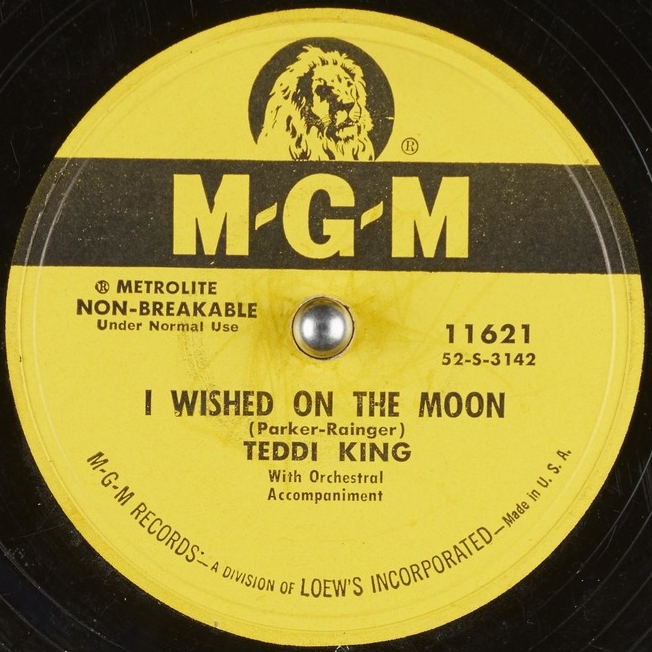 ®
M-G-M
® METROLITE
NON-BREAKABLE
Under Normal Use
11621
52-S-3142
I WISHED ON THE MOON
(Parker-Rainger)
TEDDI KING
With Orchestral
Accompaniment
M-G-M RECORDS—A DIVISION OF LOEW'S INCORPORATED—Made in U. S. A.